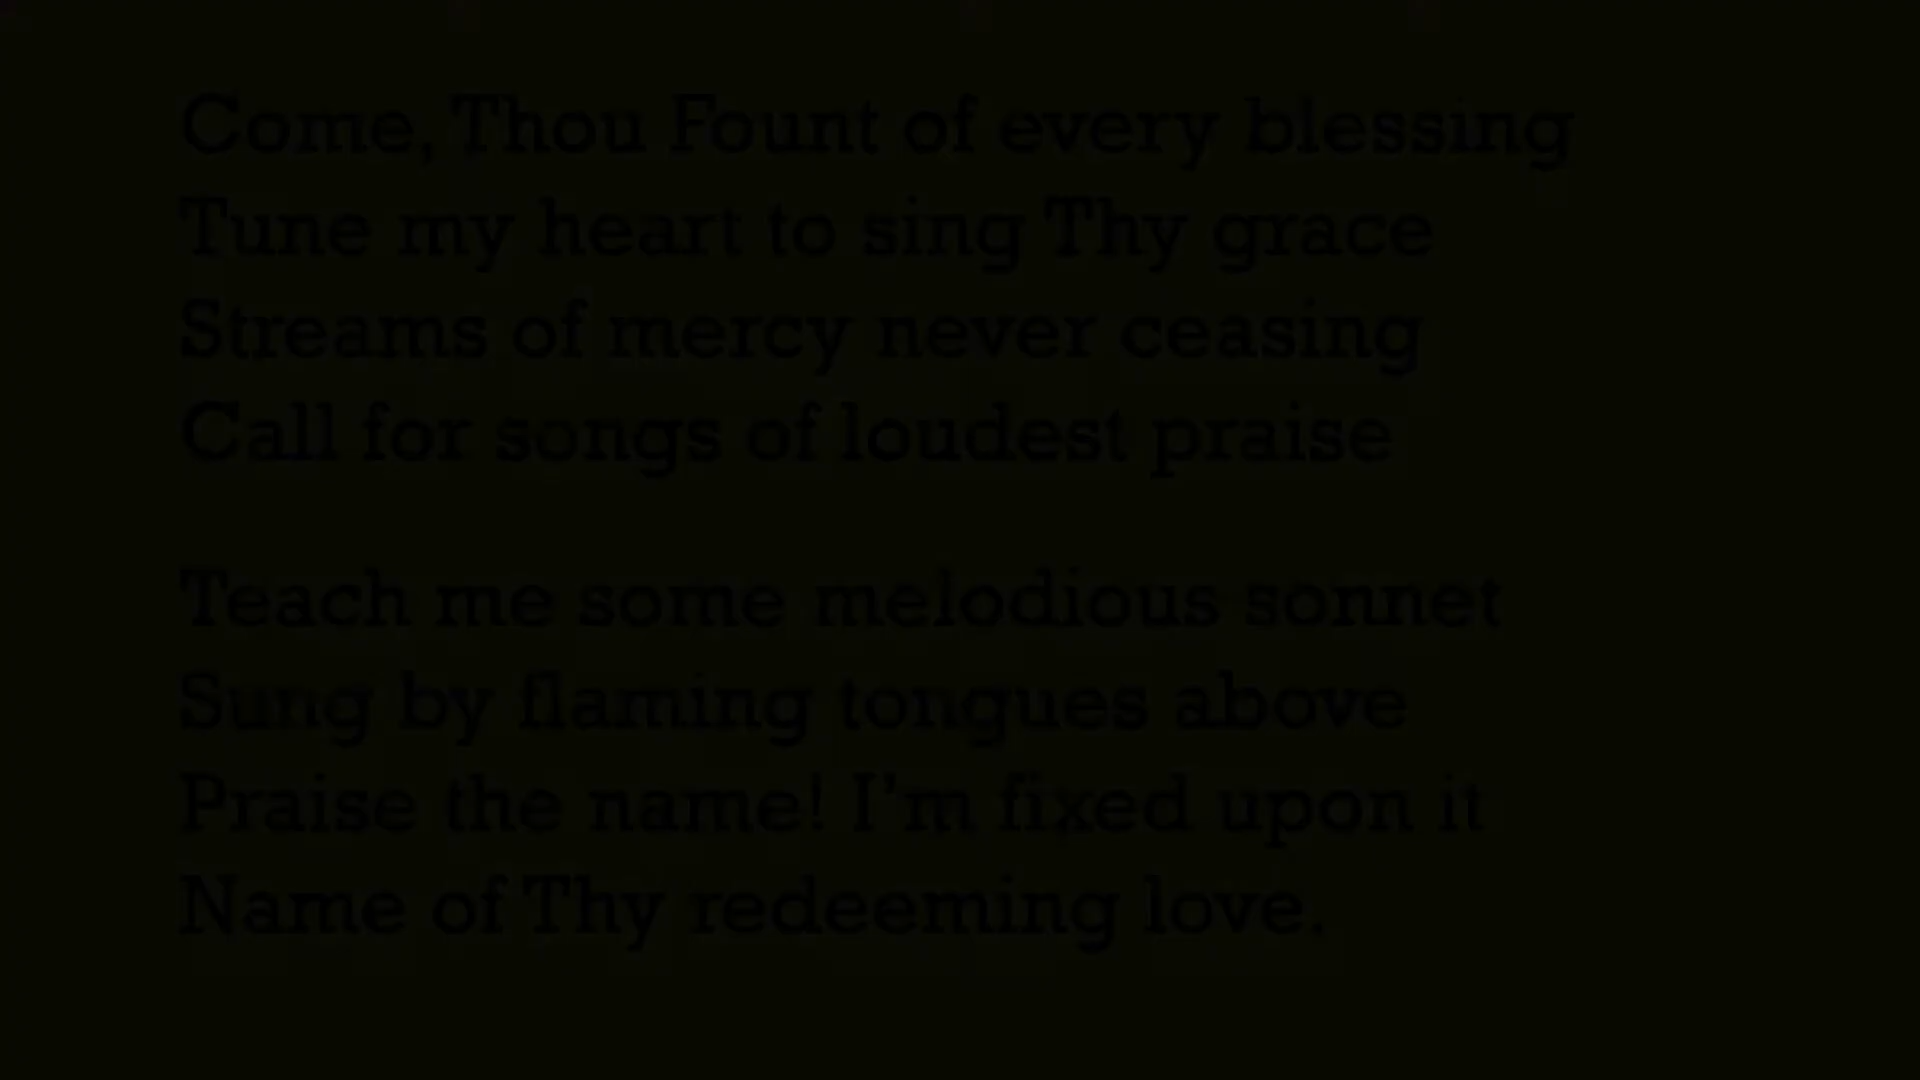 Come, Thou Fount of every blessing
Tune my heart to sing Thy grace
Streams of mercy never ceasing
Call for songs of loudest praise
Teach me some melodious sonnet
Sung by flaming tongues above
Praise the name! I'm fixed upon it
Name of Thy redeeming love.